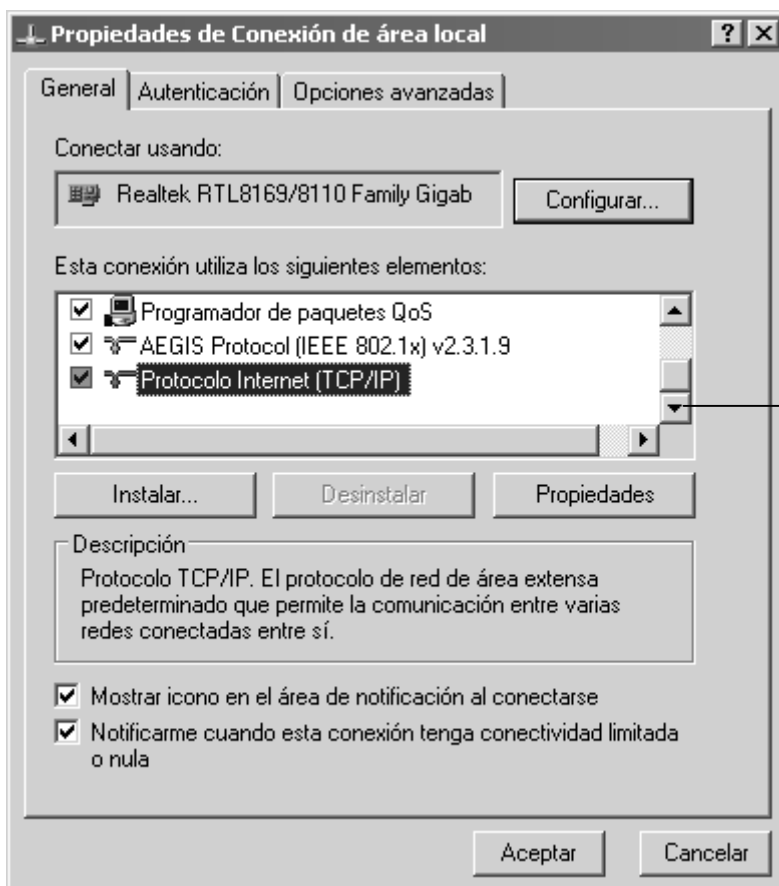 Propiedades de Conexión de área local
General Autenticación Opciones avanzadas
Conectar usando:
Realtek RTL8169/8110 Family Gigab Configurar...
Esta conexión utiliza los siguientes elementos:
Programador de paquetes QoS
AEGIS Protocol (IEEE 802.1x) v2.3.1.9
Protocolo Internet (TCP/IP)
Instalar... Desinstalar Propiedades
Descripción
Protocolo TCP/IP. El protocolo de red de área extensa
predeterminado que permite la comunicación entre varias
redes conectadas entre sí.
Mostrar icono en el área de notificación al conectarse
Notificarme cuando esta conexión tenga conectividad limitada
o nula
Aceptar Cancelar